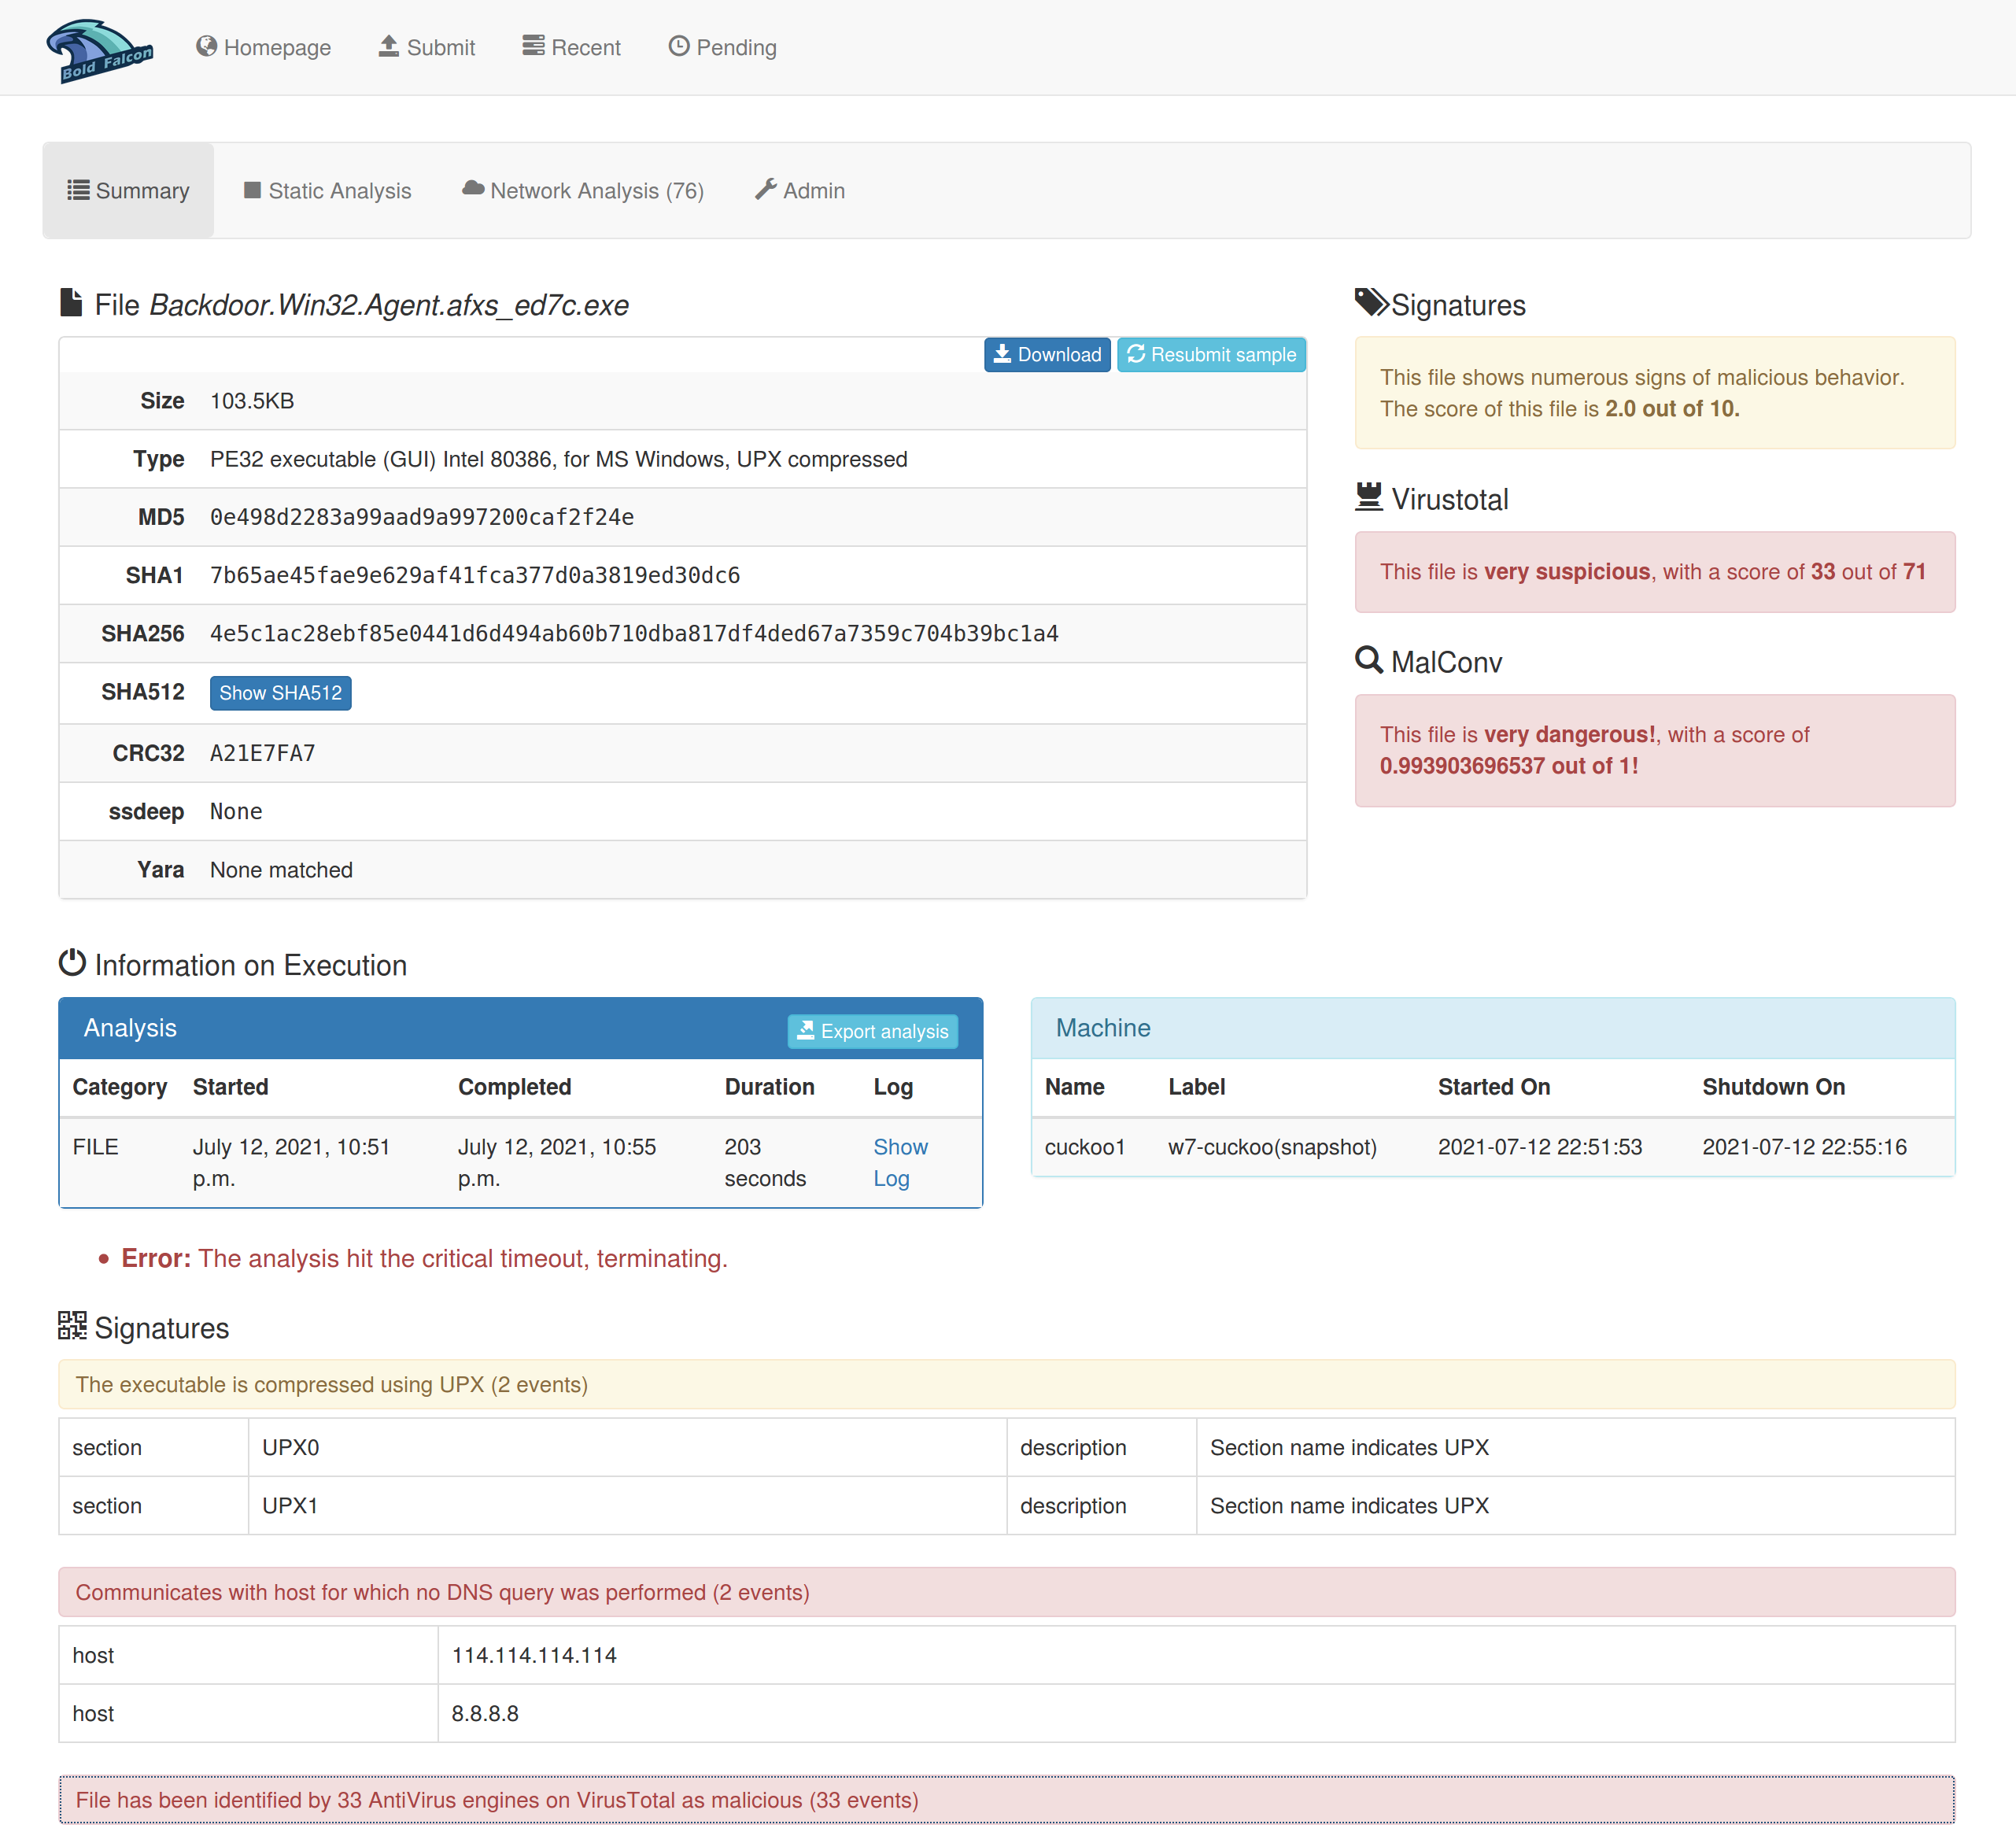 Bold Falcon
Homepage Submit Recent Pending
Summary Static Analysis Network Analysis (76) Admin
File Backdoor.Win32.Agent.afxs_ed7c.exe
Download Resubmit sample
Size 103.5KB
Type PE32 executable (GUI) Intel 80386, for MS Windows, UPX compressed
MD5 0e498d2283a99aad9a997200caf2f24e
SHA1 7b65ae45fae9e629af41fca377d0a3819ed30dc6
SHA256 4e5c1ac28ebf85e0441d6d494ab60b710dba817df4ded67a7359c704b39bc1a4
SHA512 Show SHA512
CRC32 A21E7FA7
ssdeep None
Yara None matched
Signatures
This file shows numerous signs of malicious behavior.
The score of this file is 2.0 out of 10.
Virustotal
This file is very suspicious, with a score of 33 out of 71
MalConv
This file is very dangerous!, with a score of
0.993903696537 out of 1!
Information on Execution
Analysis Export analysis
Category Started Completed Duration Log
FILE July 12, 2021, 10:51 July 12, 2021, 10:55 203 Show
p.m. p.m. seconds Log
Machine
Name Label Started On Shutdown On
cuckoo1 w7-cuckoo(snapshot) 2021-07-12 22:51:53 2021-07-12 22:55:16
Error: The analysis hit the critical timeout, terminating.
Signatures
The executable is compressed using UPX (2 events)
section UPX0 description Section name indicates UPX
section UPX1 description Section name indicates UPX
Communicates with host for which no DNS query was performed (2 events)
host 114.114.114.114
host 8.8.8.8
File has been identified by 33 AntiVirus engines on VirusTotal as malicious (33 events)